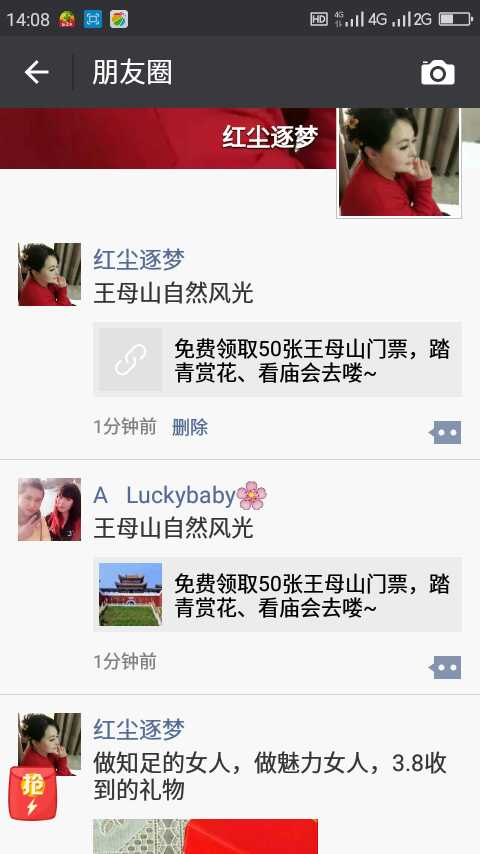 14:08 HD 4G 4G 2G
朋友圈
红尘逐梦
红尘逐梦
王母山自然风光
免费领取50张王母山门票，踏
青赏花、看庙会去喽~
1分钟前 删除
A Luckybaby🌸
王母山自然风光
免费领取50张王母山门票，踏
青赏花、看庙会去喽~
1分钟前
红尘逐梦
做知足的女人，做魅力女人，3.8收
到的礼物
抢